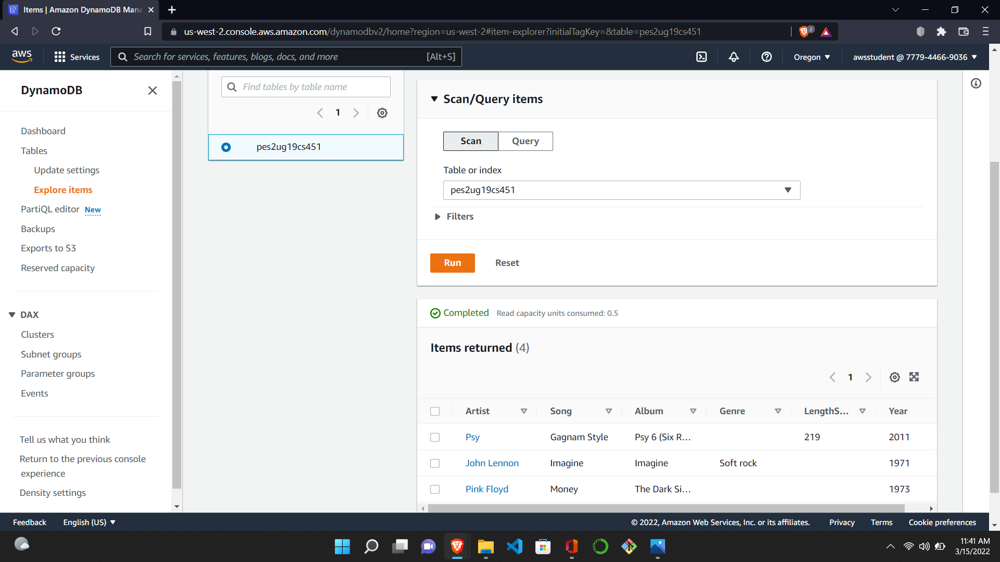 Items | Amazon DynamoDB Mana
us-west-2.console.aws.amazon.com/dynamodbv2/home?region=us-west-2#item-explorer?initialTagKey=&table=pes2ug19cs451
2
aws
Services
Search for services, features, blogs, docs, and more
[Alt+S]
Oregon
awsstudent @ 7779-4466-9036
DynamoDB
Dashboard
Tables
Update settings
Explore items
PartiQL editor New
Backups
Exports to S3
Reserved capacity
DAX
Clusters
Subnet groups
Parameter groups
Events
Tell us what you think
Return to the previous console
experience
Density settings
Find tables by table name
1
pes2ug19cs451
Scan/Query items
Scan
Query
Table or index
pes2ug19cs451
Filters
Run
Reset
Completed Read capacity units consumed: 0.5
Items returned (4)
1
Artist Song Album Genre LengthS... Year
Psy Gagnam Style Psy 6 (Six R... 219 2011
John Lennon Imagine Imagine Soft rock 1971
Pink Floyd Money The Dark Si... 1973
Feedback
English (US)
© 2022, Amazon Web Services, Inc. or its affiliates.
Privacy
Terms
Cookie preferences
11:41 AM
3/15/2022